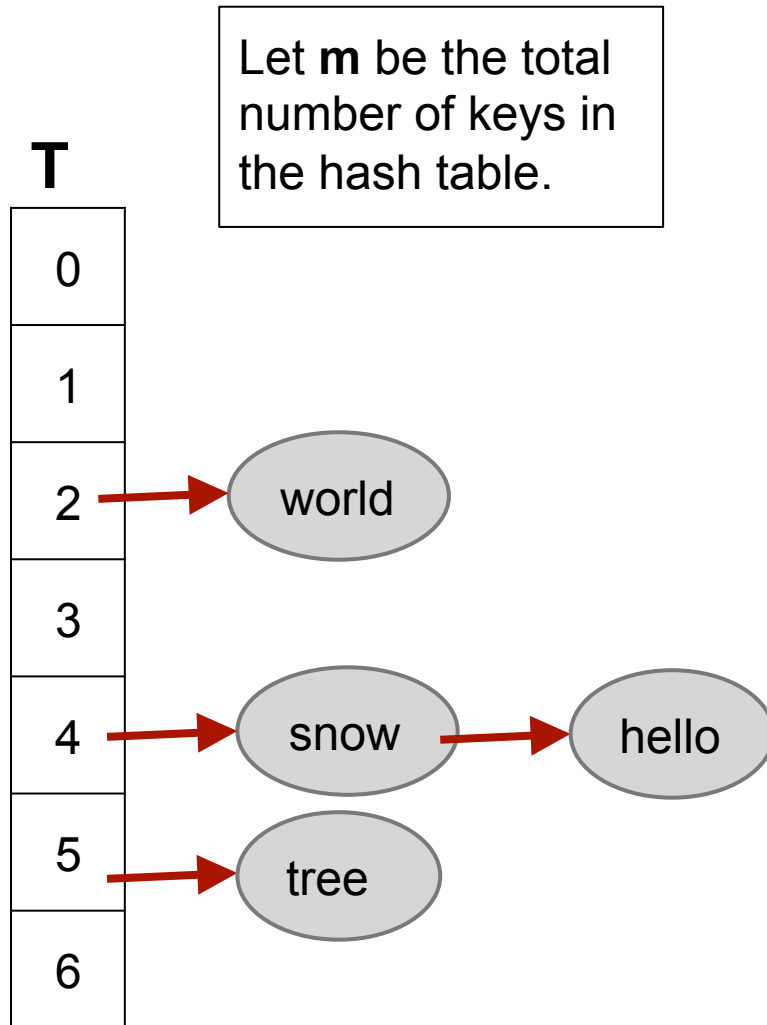 Let m be the total
number of keys in
the hash table.
T
0
1
2
world
3
4
snow
hello
5
tree
6